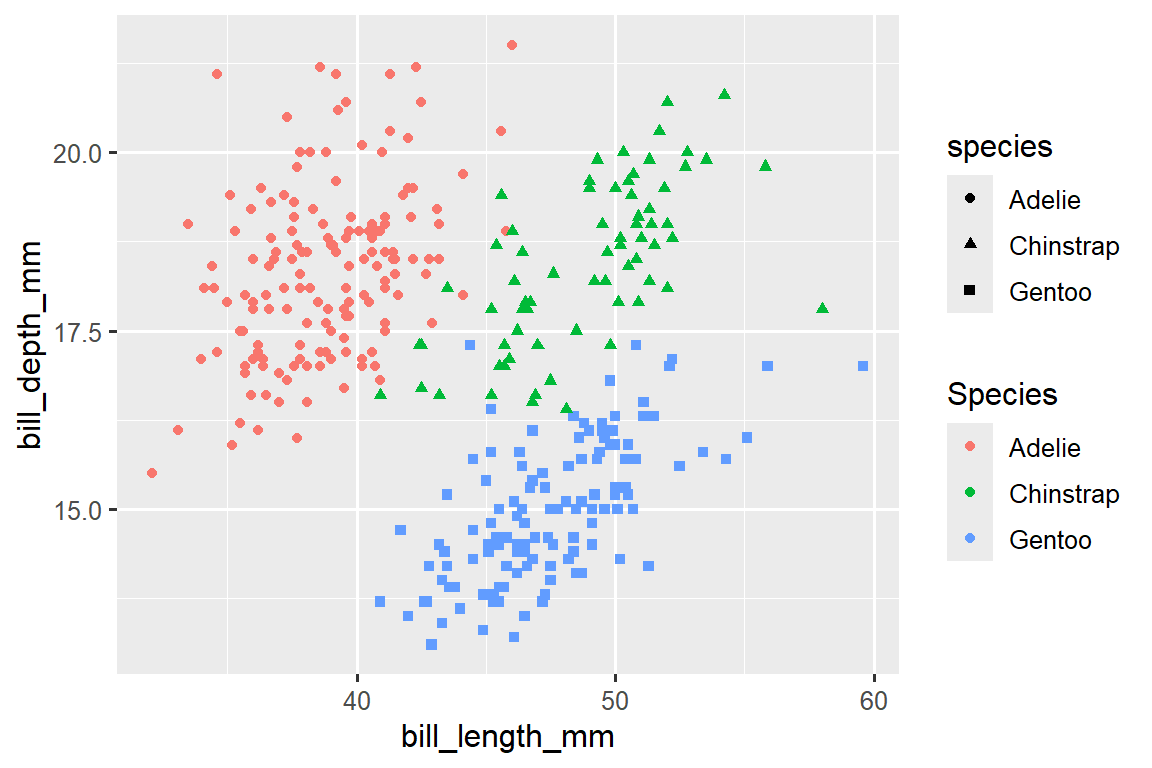 20.0
17.5
15.0
bill_depth_mm
40 50 60
bill_length_mm
species
Adelie
Chinstrap
Gentoo
Species
Adelie
Chinstrap
Gentoo